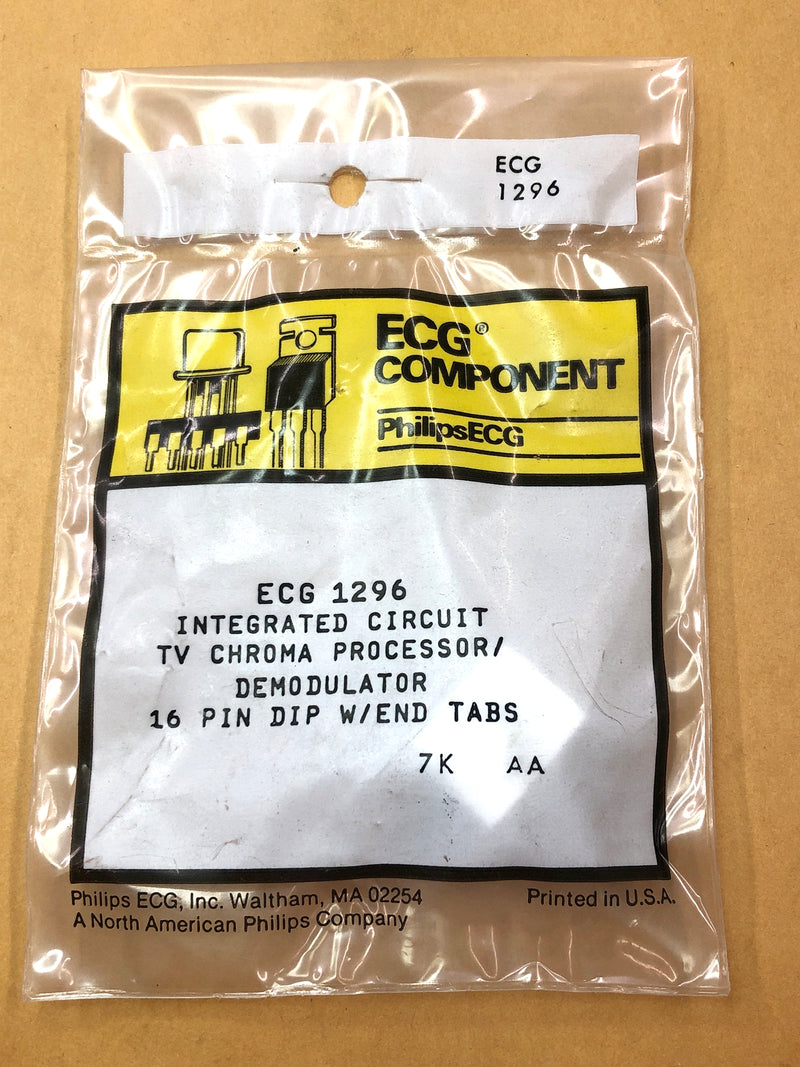 ECG
1296
ECG®
COMPONENT
PhilipsECG
ECG 1296
INTEGRATED CIRCUIT
TV CHROMA PROCESSOR/
DEMODULATOR
16 PIN DIP W/END TABS
7K AA
Philips ECG, Inc. Waltham, MA 02254
A North American Philips Company
Printed in U.S.A.